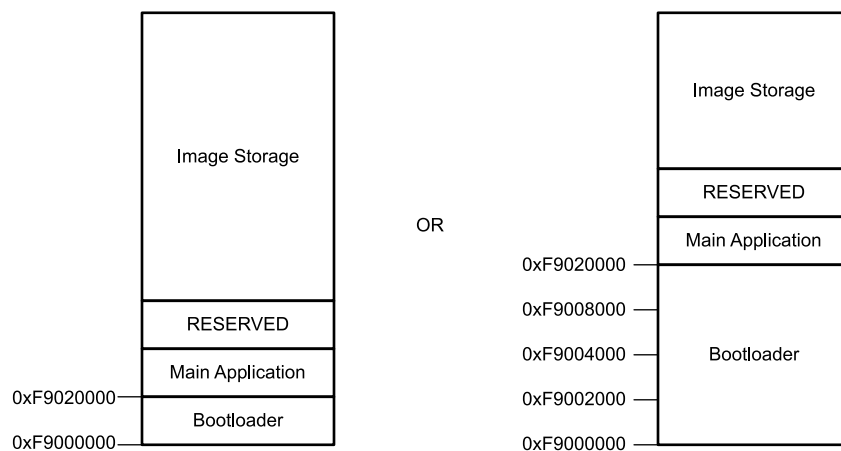 Image Storage
RESERVED
Main Application
0xF9020000
Bootloader
0xF9000000
OR
Image Storage
RESERVED
Main Application
0xF9020000
0xF9008000
0xF9004000
Bootloader
0xF9002000
0xF9000000